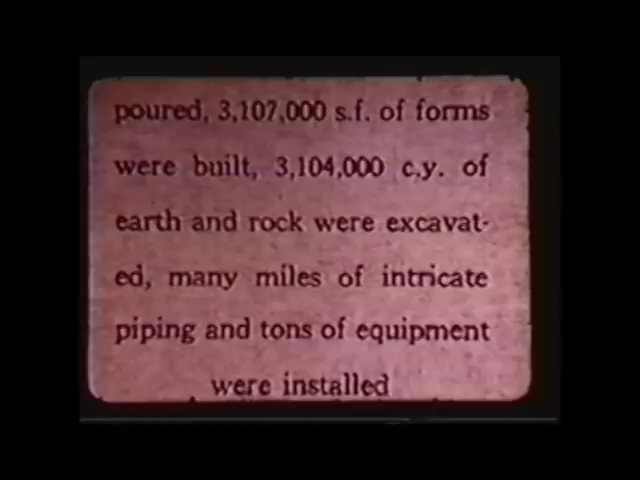 poured, 3,107,000 s.f. of forms
were built, 3,104,000 c.y. of
earth and rock were excavat-
ed, many miles of intricate
piping and tons of equipment
were installed